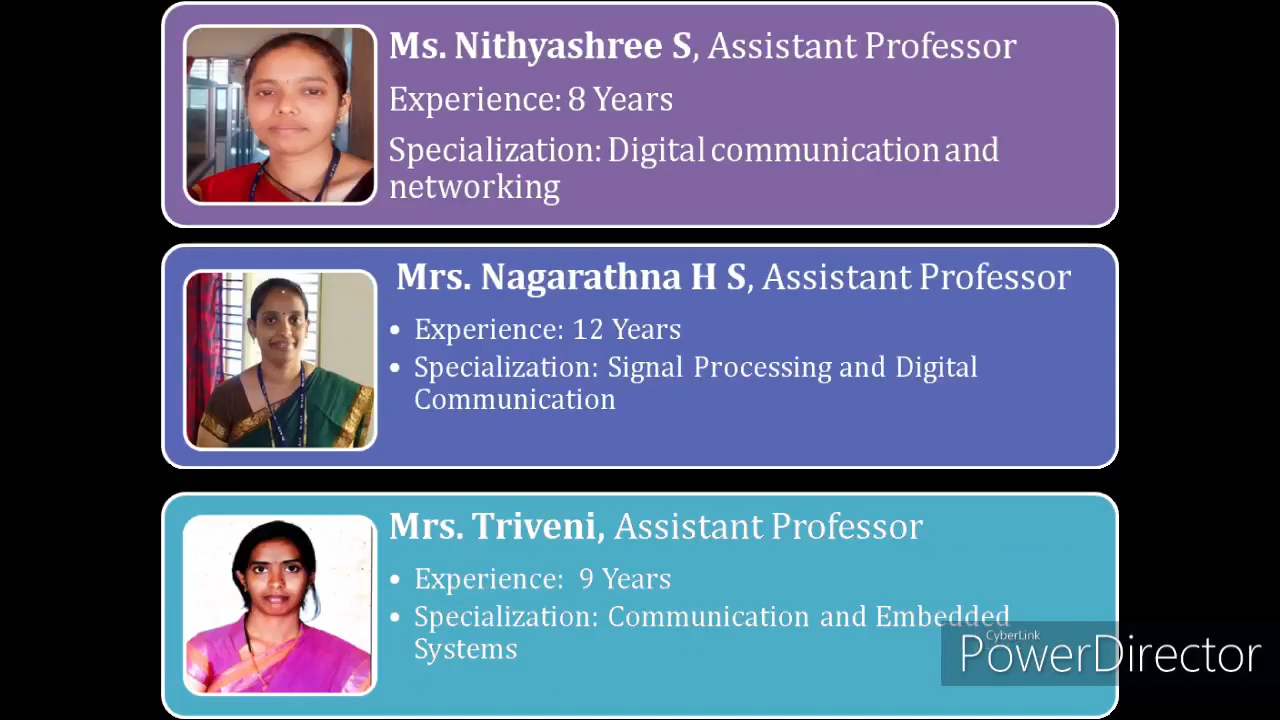 Ms. Nithyashree S, Assistant Professor
Experience: 8 Years
Specialization: Digital communication and
networking
Mrs. Nagarathna H S, Assistant Professor
• Experience: 12 Years
• Specialization: Signal Processing and Digital
Communication
Mrs. Triveni, Assistant Professor
• Experience: 9 Years
• Specialization: Communication and Embedded
Systems
CyberLink
PowerDirector